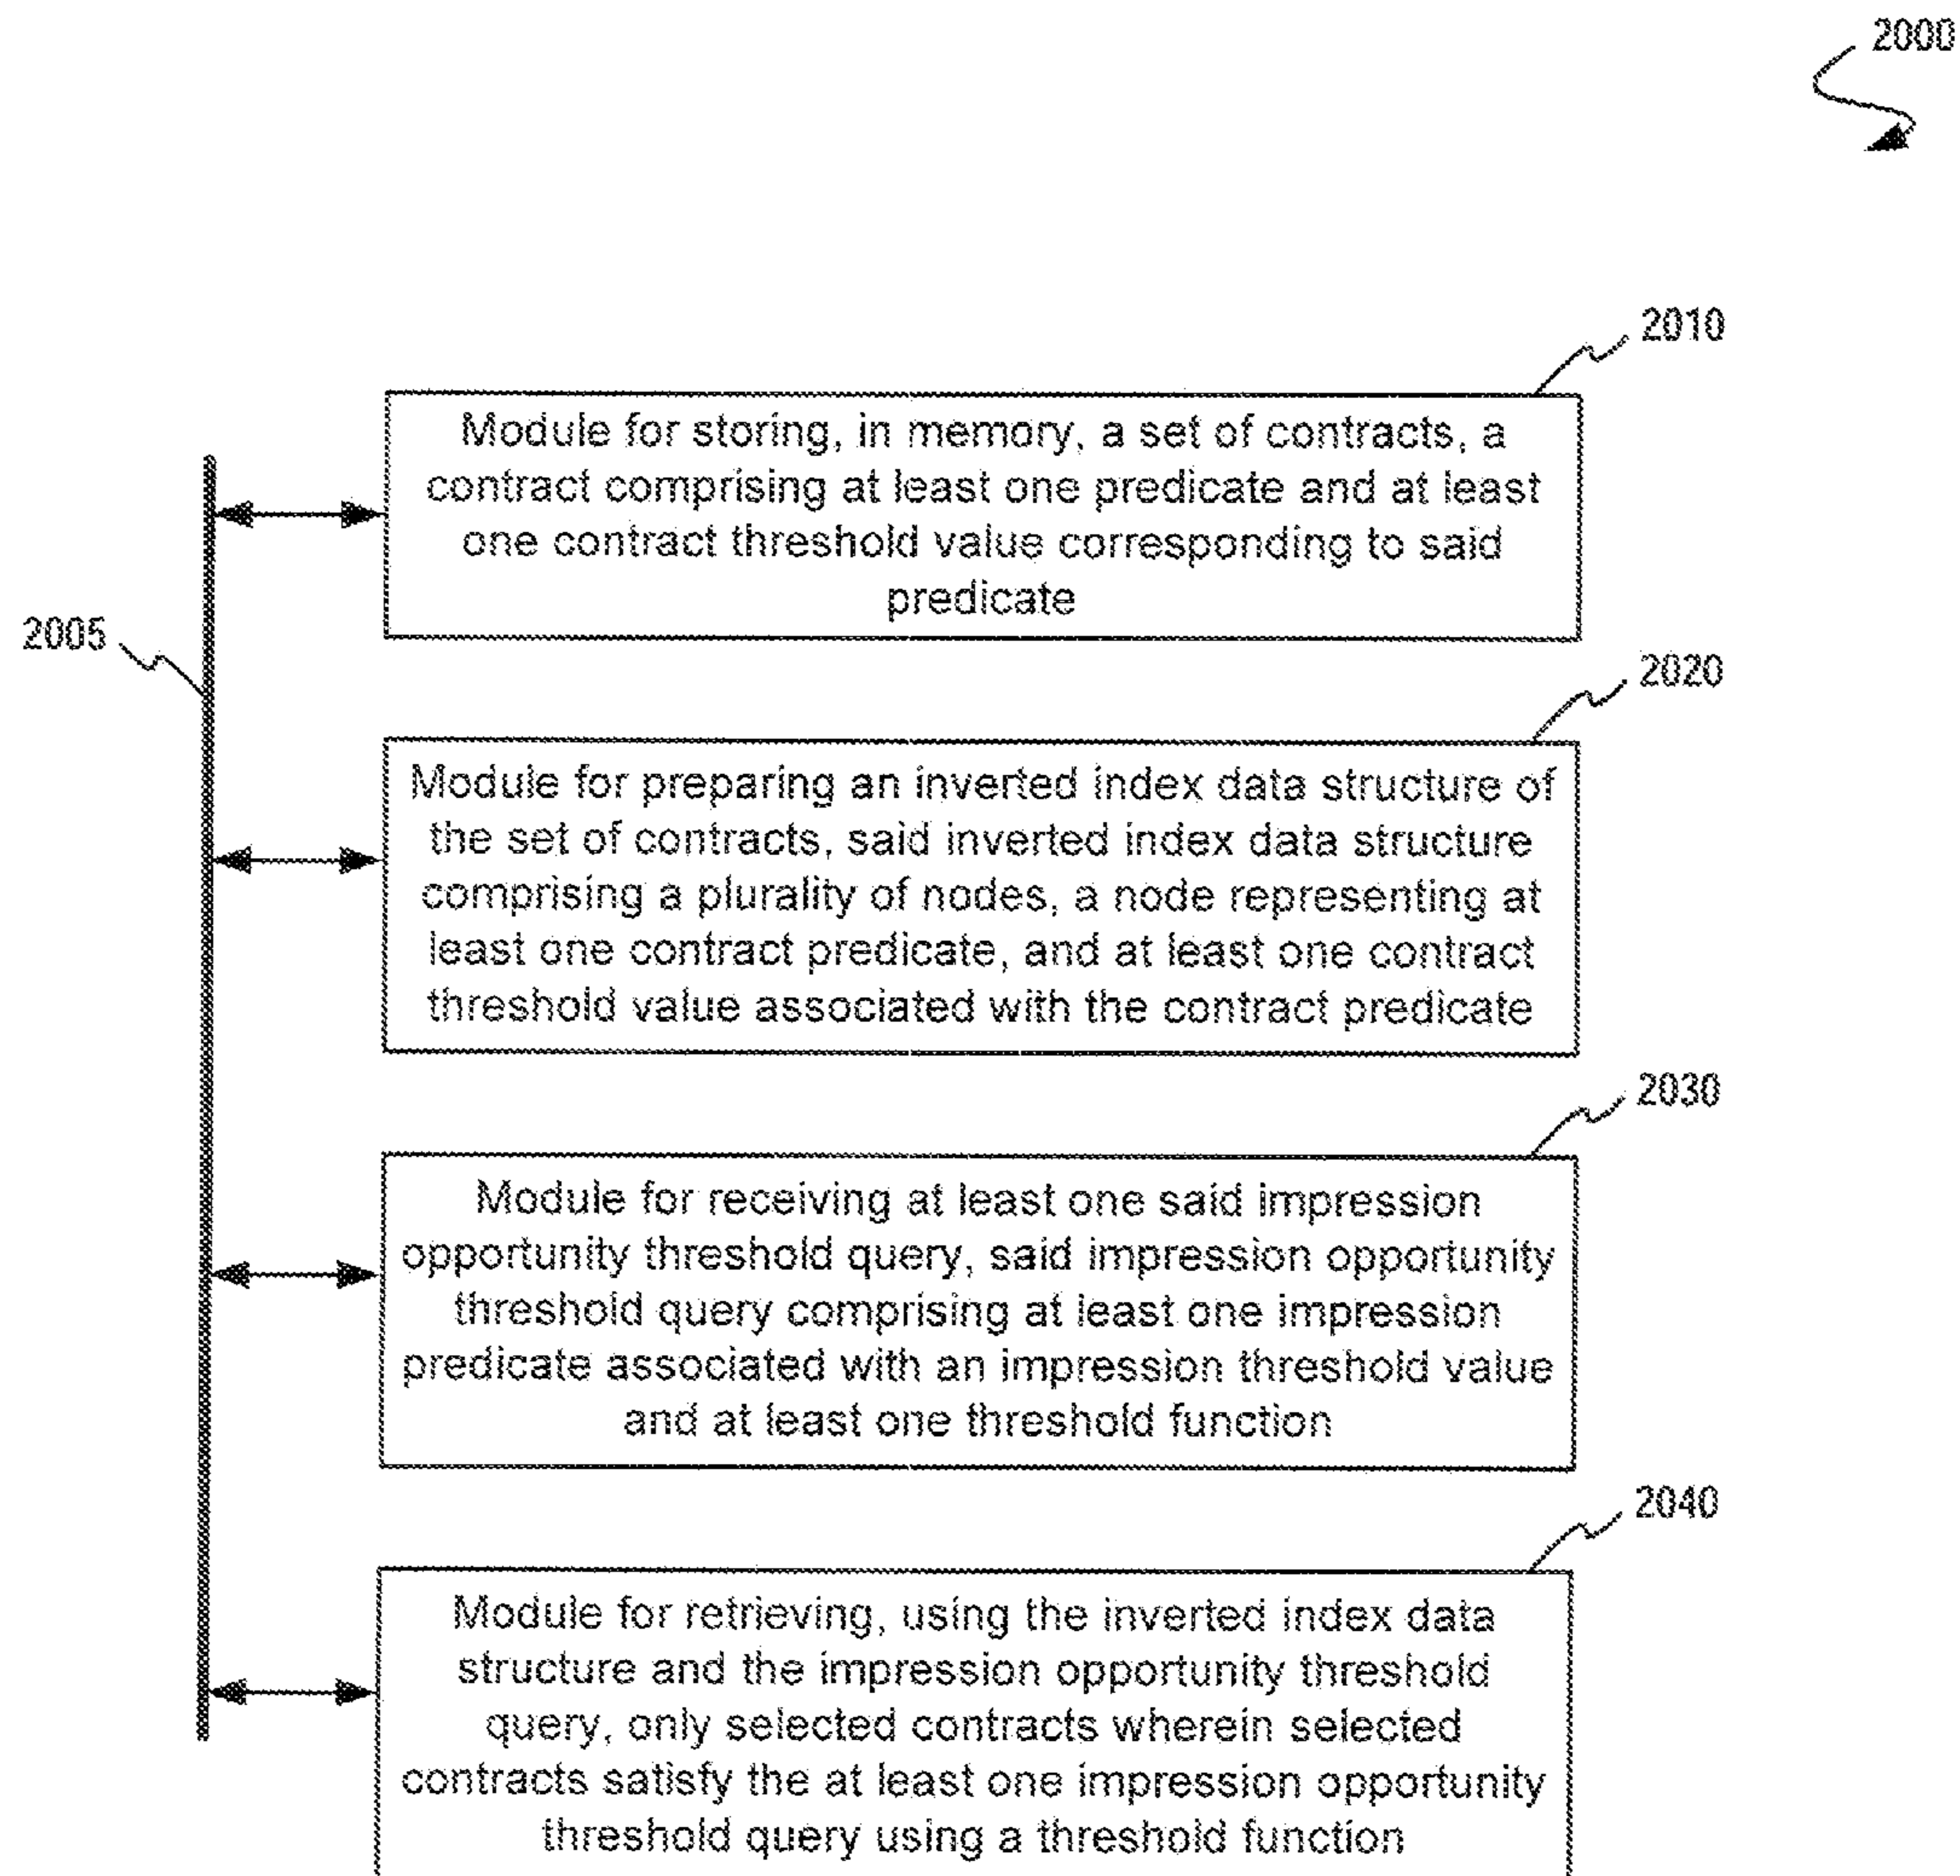 2000
2010
Module for storing, in memory, a set of contracts, a
contract comprising at least one predicate and at least
one contract threshold value corresponding to said
predicate
2005
2020
Module for preparing an inverted index data structure of
the set of contracts, said inverted index data structure
comprising a plurality of nodes, a node representing at
least one contract predicate, and at least one contract
threshold value associated with the contract predicate
2030
Module for receiving at least one said impression
opportunity threshold query, said impression opportunity
threshold query comprising at least one impression
predicate associated with an impression threshold value
and at least one threshold function
2040
Module for retrieving, using the inverted index data
structure and the impression opportunity threshold
query, only selected contracts wherein selected
contracts satisfy the at least one impression opportunity
threshold query using a threshold function